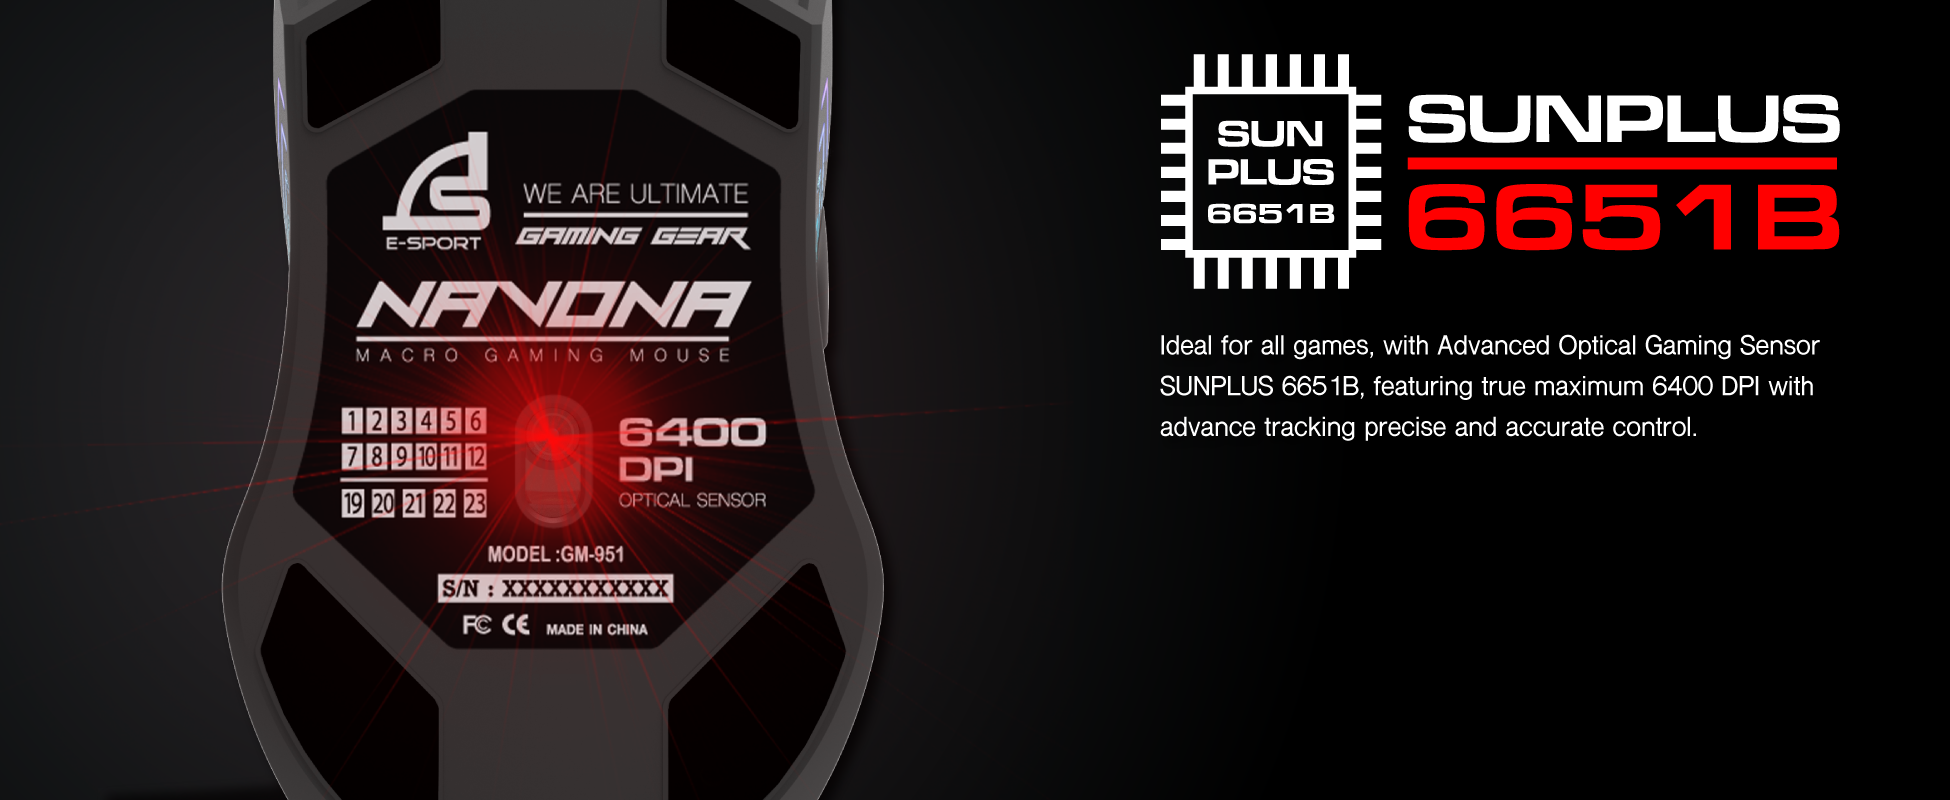 E-SPORT
WE ARE ULTIMATE
GAMING GEAR
NAVONA
MACRO GAMING MOUSE
1 2 3 4 5 6
7 8 9 10 11 12
19 20 21 22 23
6400
DPI
OPTICAL SENSOR
MODEL :GM-951
S/N : XXXXXXXXXXX
FC CE MADE IN CHINA
SUN
PLUS
6651B
SUNPLUS
6651B
Ideal for all games, with Advanced Optical Gaming Sensor
SUNPLUS 6651B, featuring true maximum 6400 DPI with
advance tracking precise and accurate control.